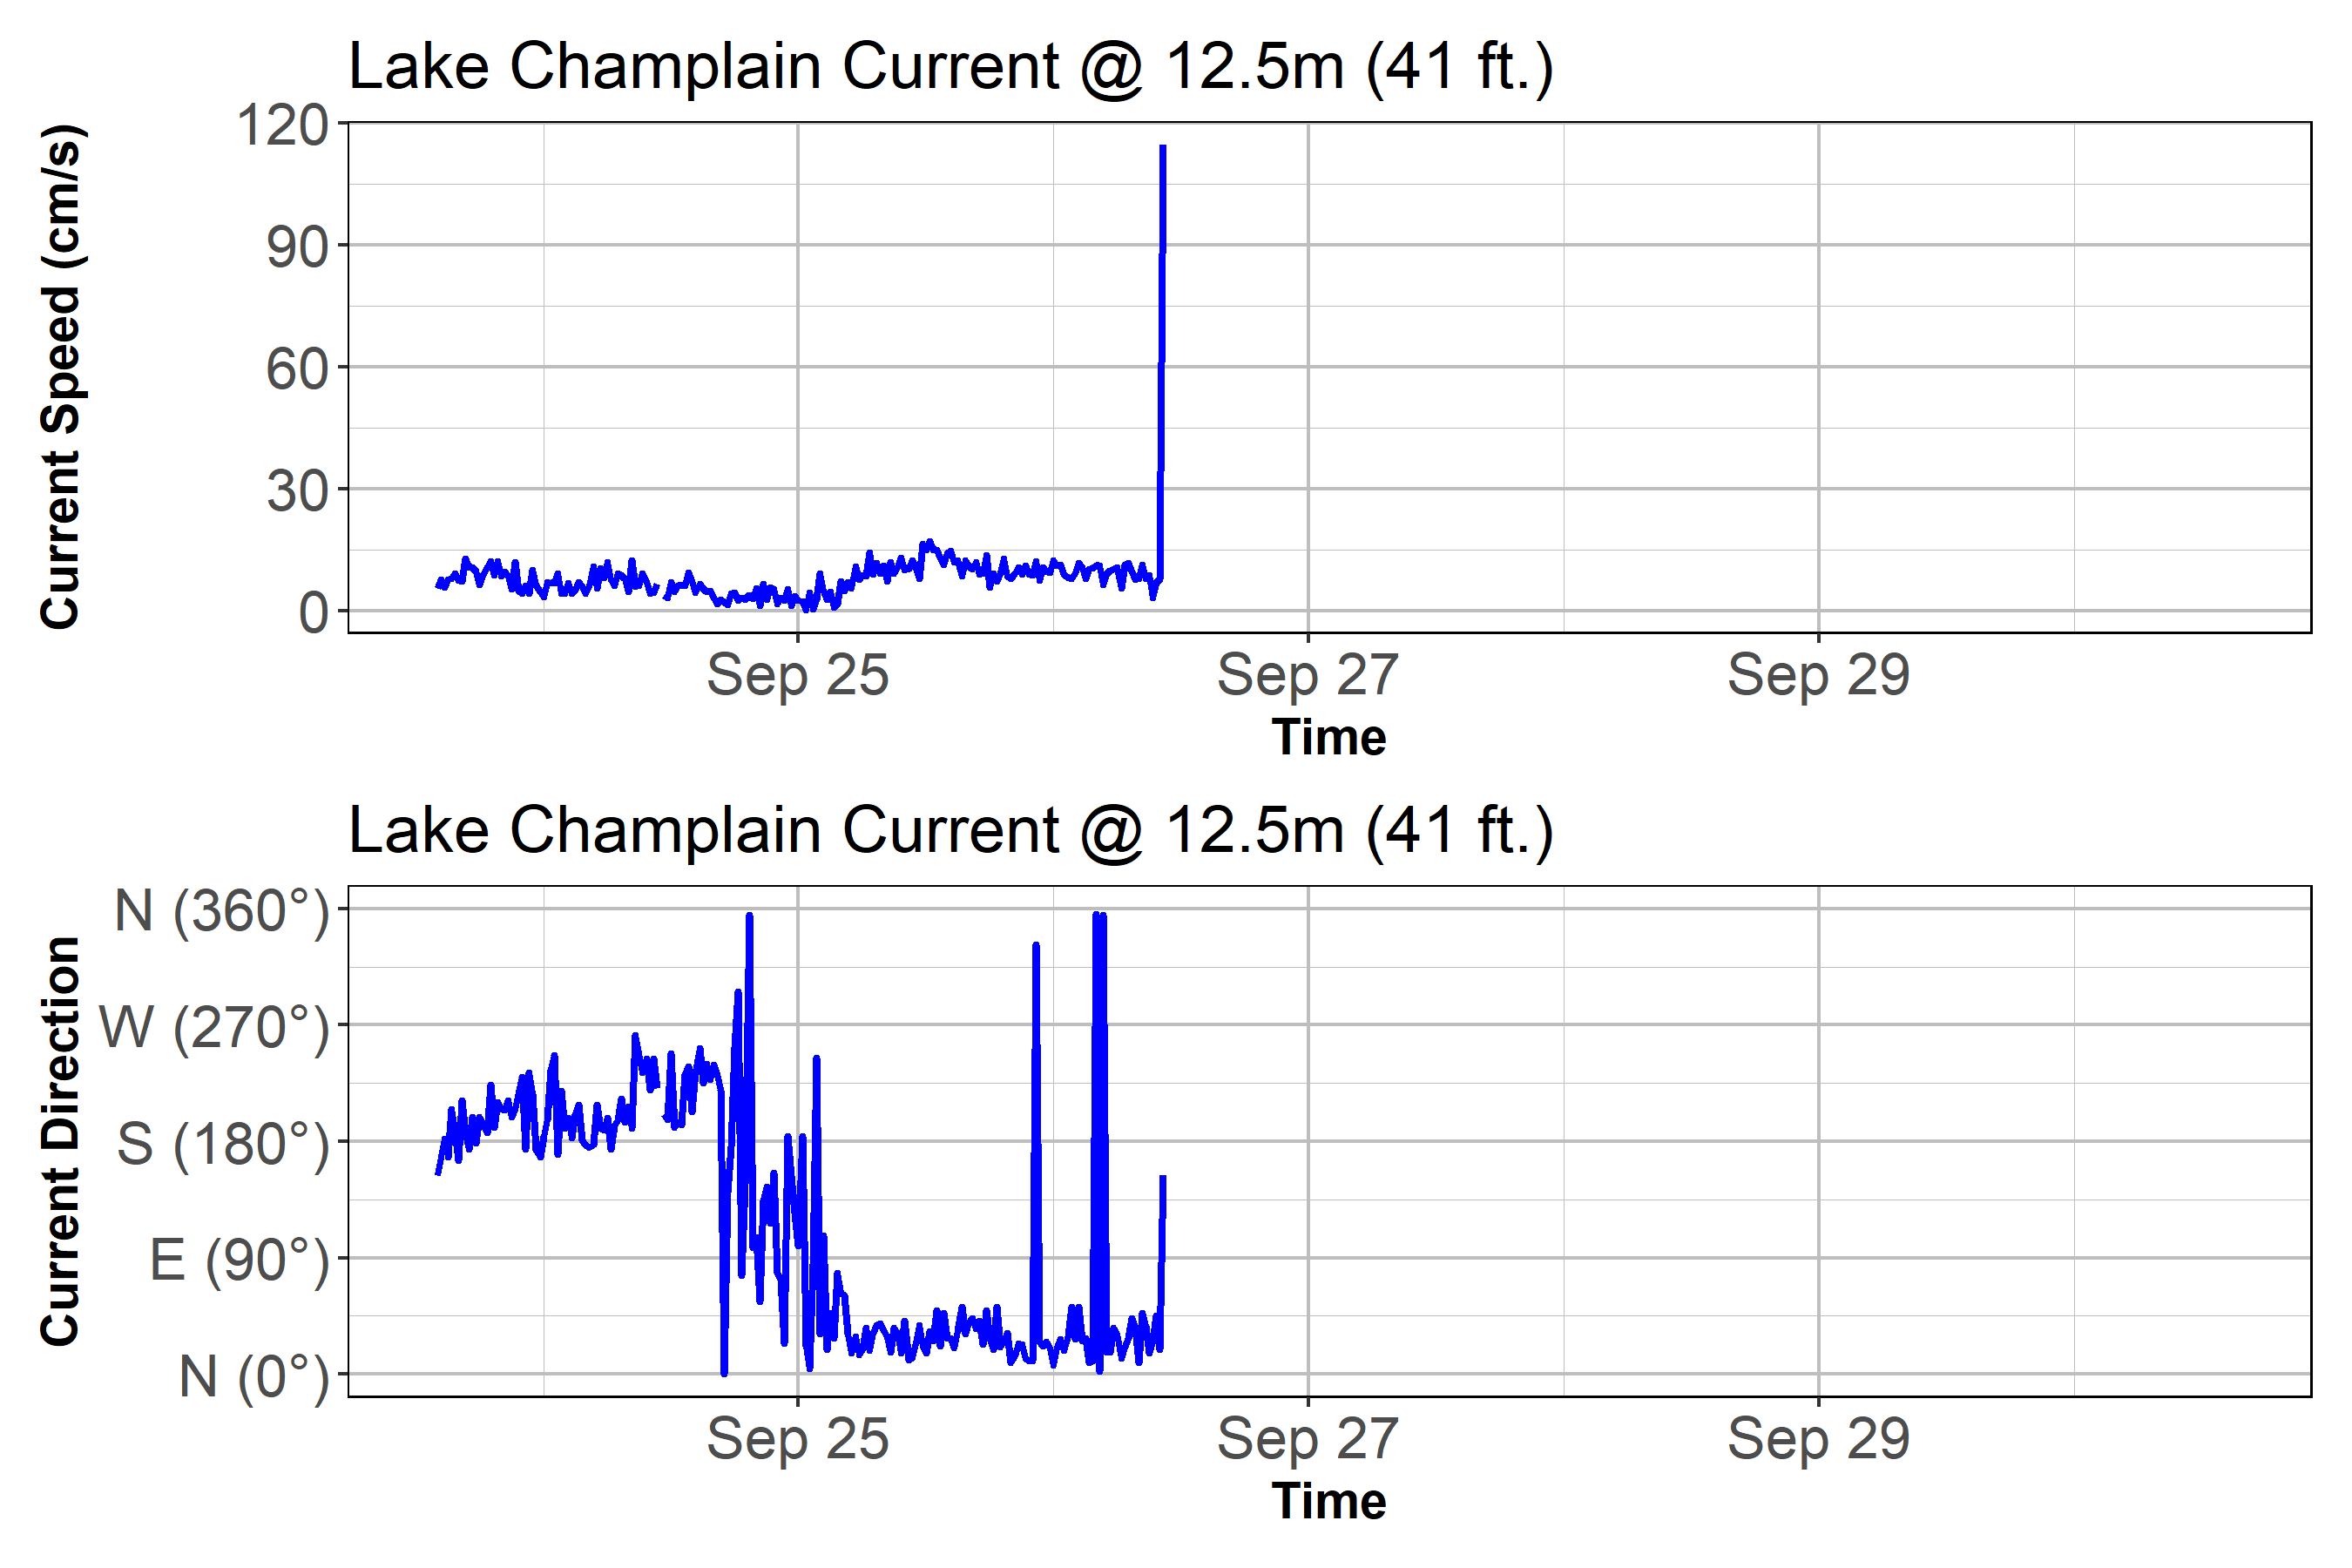 Lake Champlain Current @ 12.5m (41 ft.)
Current Speed (cm/s)
120
90
60
30
0
Sep 25 Sep 27 Sep 29
Time
Lake Champlain Current @ 12.5m (41 ft.)
Current Direction
N (360°)
W (270°)
S (180°)
E (90°)
N (0°)
Sep 25 Sep 27 Sep 29
Time